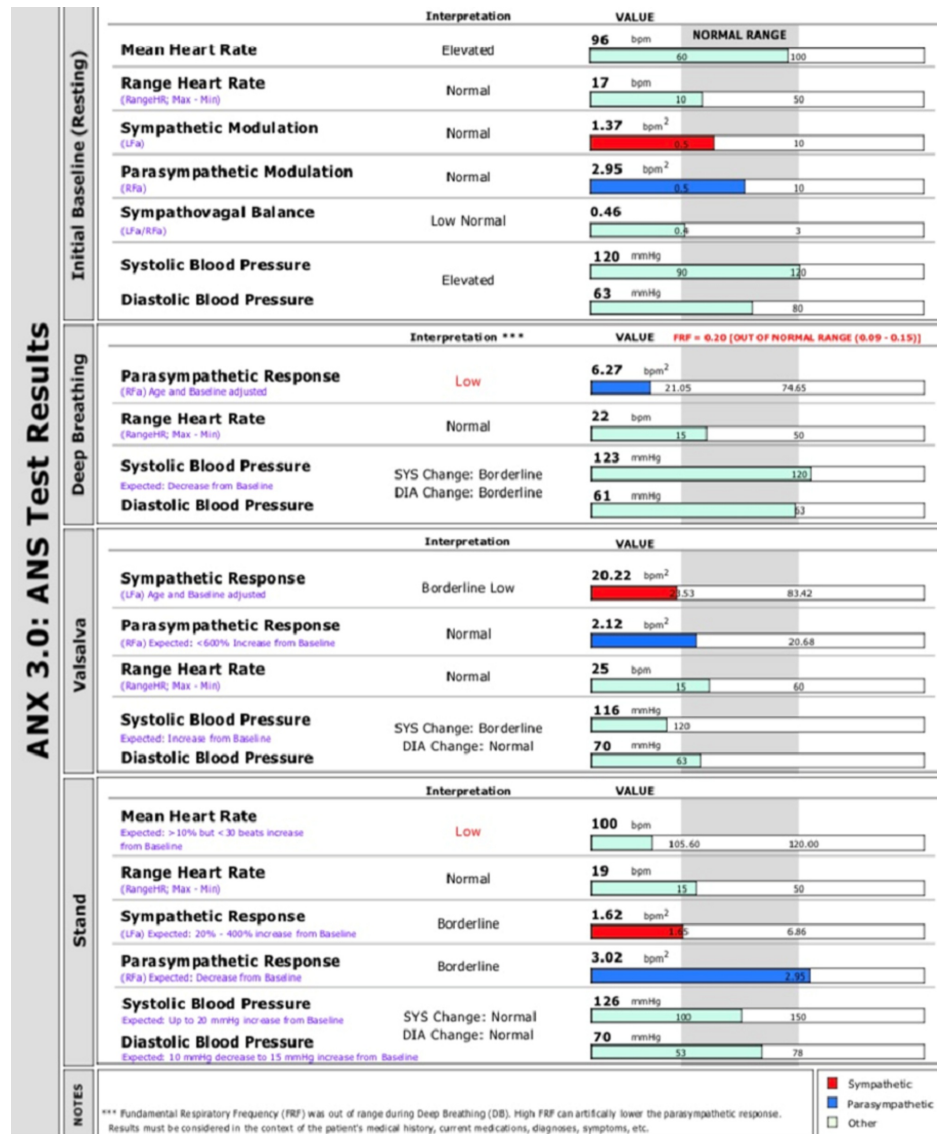 ANX 3.0: ANS Test Results
Initial Baseline (Resting)
Interpretation VALUE
NORMAL RANGE
Mean Heart Rate Elevated 96 bpm 60 100
Range Heart Rate Normal 17 bpm
(RangeHR; Max - Min) 10 50
Sympathetic Modulation Normal 1.37 bpm²
(LFa) 0.5 10
Parasympathetic Modulation Normal 2.95 bpm²
(RFa) 0.5 10
Sympathovagal Balance Low Normal 0.46
(LFa/RFa) 0.4 3
Systolic Blood Pressure 120 mmHg 90 120
Elevated
Diastolic Blood Pressure 63 mmHg 80
Deep Breathing
Interpretation *** VALUE FRF = 0.20 [OUT OF NORMAL RANGE (0.09 - 0.15)]
Parasympathetic Response Low 6.27 bpm²
(RFa) Age and Baseline adjusted 21.05 74.65
Range Heart Rate Normal 22 bpm
(RangeHR; Max - Min) 15 50
Systolic Blood Pressure 123 mmHg 120
SYS Change: Borderline
Expected: Decrease from Baseline
DIA Change: Borderline
Diastolic Blood Pressure 61 mmHg 63
Valsalva
Interpretation VALUE
Sympathetic Response Borderline Low 20.22 bpm²
(LFa) Age and Baseline adjusted 83.42
Parasympathetic Response Normal 2.12 bpm²
(RFa) Expected: <600% Increase from Baseline 20.68
Range Heart Rate Normal 25 bpm
(RangeHR; Max - Min) 15 60
Systolic Blood Pressure 116 mmHg 120
SYS Change: Borderline
Expected: Increase from Baseline
DIA Change: Normal
Diastolic Blood Pressure 70 mmHg 63
Stand
Interpretation VALUE
Mean Heart Rate 100 bpm
Expected: >10% but <30 beats increase Low
from Baseline 105.60 120.00
Range Heart Rate Normal 19 bpm
(RangeHR; Max - Min) 15 50
Sympathetic Response Borderline 1.62 bpm²
(LFa) Expected: 20% - 400% increase from Baseline 1.65 6.86
Parasympathetic Response Borderline 3.02 bpm²
(RFa) Expected: Decrease from Baseline 2.95
Systolic Blood Pressure 126 mmHg
Expected: Up to 20 mmHg increase from Baseline SYS Change: Normal 100 150
DIA Change: Normal
Diastolic Blood Pressure 70 mmHg
Expected: 10 mmHg decrease to 15 mmHg increase from Baseline 53 78
NOTES
*** Fundamental Respiratory Frequency (FRF) was out of range during Deep Breathing (DB). High FRF can artifically lower the parasympathetic response.
Results must be considered in the context of the patient's medical history, current medications, diagnoses, symptoms, etc.
Sympathetic
Parasympathetic
Other